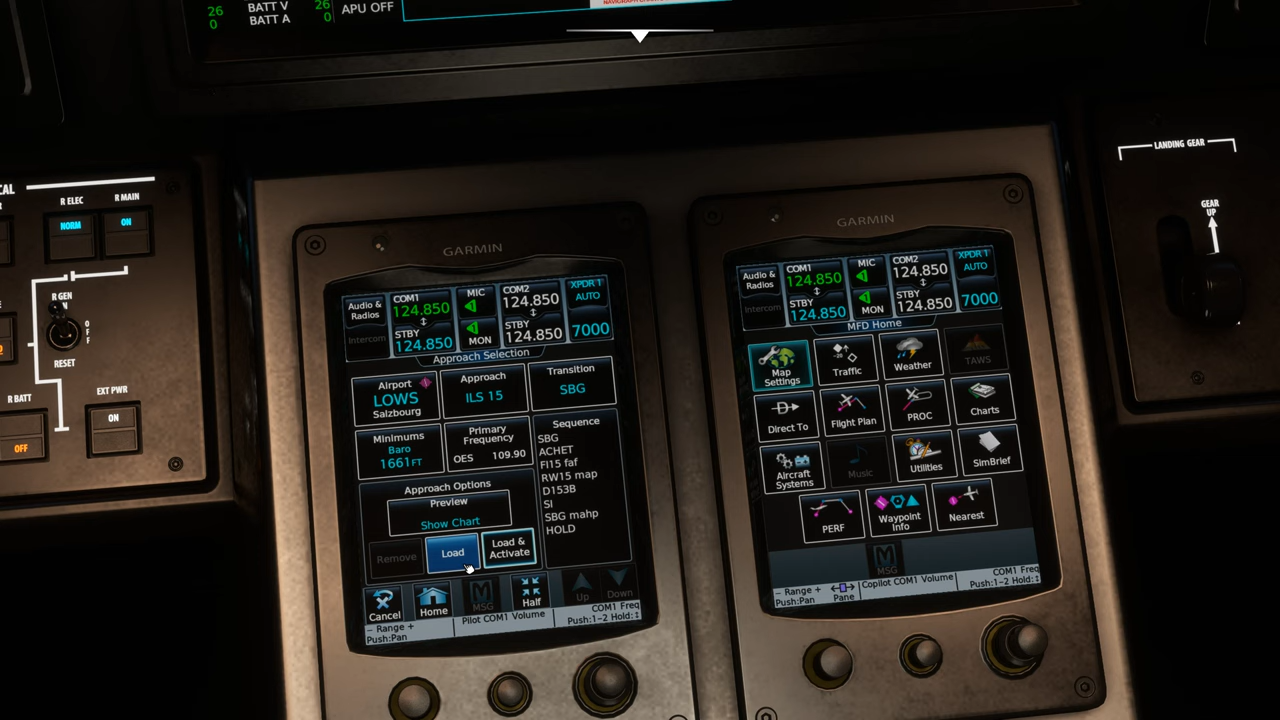 26
0
BATT V
BATT A
26
0
APU OFF
CAL
R ELEC
R MAIN
NORM
ON
R GEN
OFF
RESET
EXT PWR
R BATT
ON
OFF
GARMIN
Audio & Radios
Intercom
COM1
124.850
STBY
124.850
MIC
MON
COM2
124.850
124.850
XPDR 1
AUTO
7000
Approach Selection
Airport
LOWS
Salzbourg
Approach
ILS 15
Transition
SBG
Minimums
Baro
1661FT
Primary
Frequency
OES 109.90
Sequence
SBG
ACHET
FI15 faf
RW15 map
D153B
SI
SBG mahp
HOLD
Approach Options
Preview
Show Chart
Remove
Load
Load &
Activate
Cancel
Home
MSG
Half
Up
Down
– Range +
Push:Pan
Pilot COM1 Volume
COM1 Freq
Push:1–2 Hold:↕
GARMIN
Audio & Radios
Intercom
COM1
124.850
STBY
124.850
MIC
MON
COM2
124.850
124.850
XPDR 1
AUTO
7000
MFD Home
Map
Settings
Traffic
Weather
TAWS
Direct To
Flight Plan
PROC
Charts
Aircraft
Systems
Music
Utilities
SimBrief
PERF
Waypoint
Info
Nearest
MSG
– Range +
Push:Pan
Pane
Copilot COM1 Volume
COM1 Freq
Push:1–2 Hold:↕
LANDING GEAR
GEAR
UP